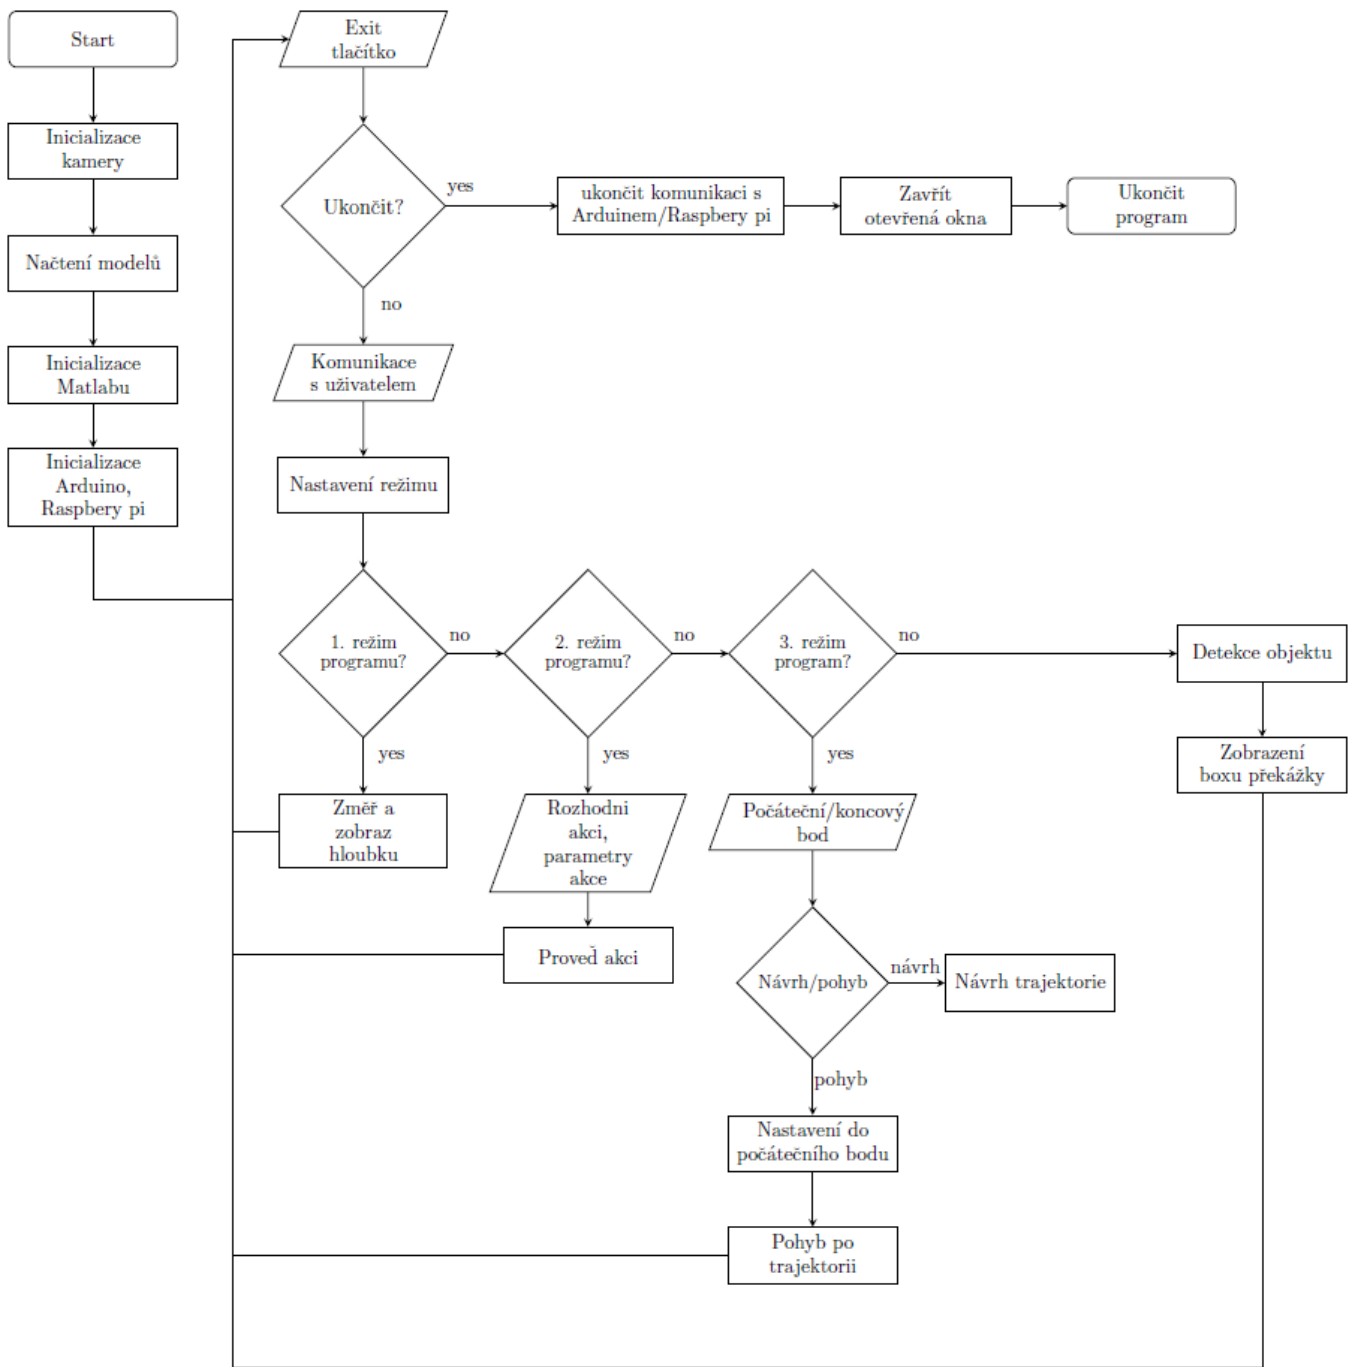 Start
Inicializace
kamery
Načtení modelů
Inicializace
Matlabu
Inicializace
Arduino,
Raspbery pi
Exit
tlačítko
Ukončit?
yes
ukončit komunikaci s
Arduinem/Raspbery pi
Zavřít
otevřená okna
Ukončit
program
no
Komunikace
s uživatelem
Nastavení režimu
1. režim
programu?
no
2. režim
programu?
no
3. režim
program?
no
Detekce objektu
Zobrazení
boxu překážky
yes
Změř a
zobraz
hloubku
yes
Rozhodni
akci,
parametry
akce
Proveď akci
yes
Počáteční/koncový
bod
Návrh/pohyb
návrh
Návrh trajektorie
pohyb
Nastavení do
počátečního bodu
Pohyb po
trajektorii